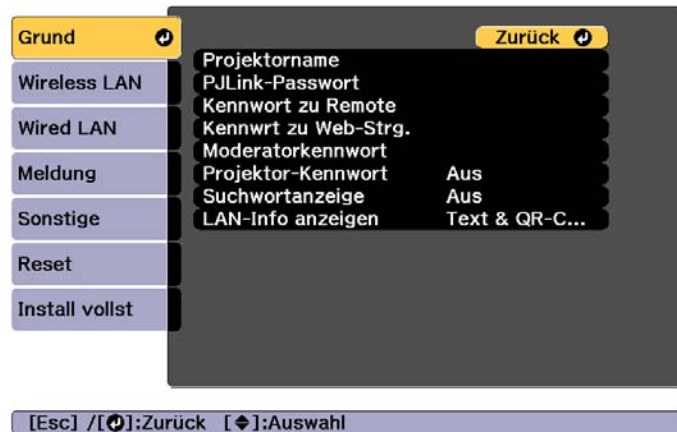 Grund
Zurück
Projektorname
Wireless LAN
PJLink-Passwort
Kennwort zu Remote
Wired LAN
Kennwrt zu Web-Strg.
Moderatorkennwort
Meldung
Projektor-Kennwort Aus
Suchwortanzeige Aus
Sonstige
LAN-Info anzeigen Text & QR-C...
Reset
Install vollst
[Esc] /[ ]:Zurück [ ]:Auswahl